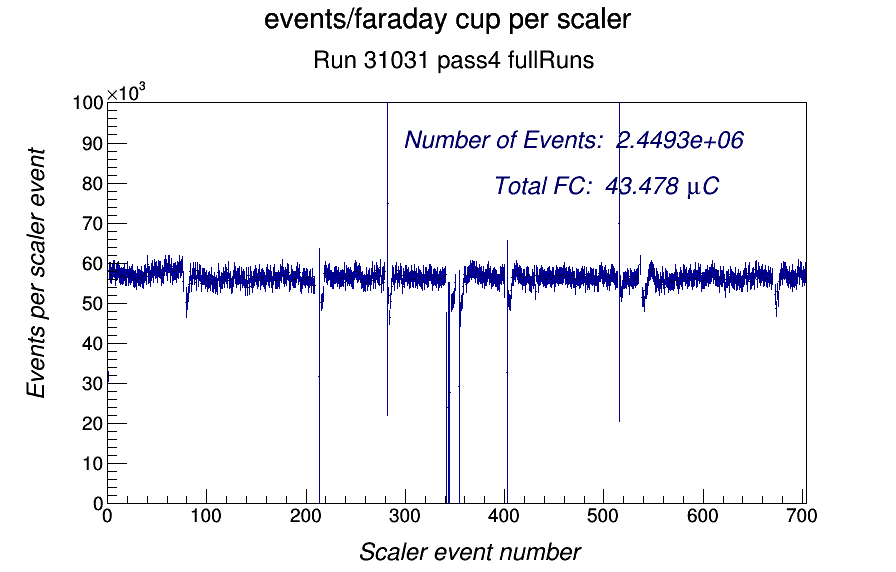 events/faraday cup per scaler
Run 31031 pass4 fullRuns
×10³
100
90
80
70
60
50
40
30
20
10
0
Events per scaler event
Number of Events: 2.4493e+06
Total FC: 43.478 μC
0 100 200 300 400 500 600 700
Scaler event number